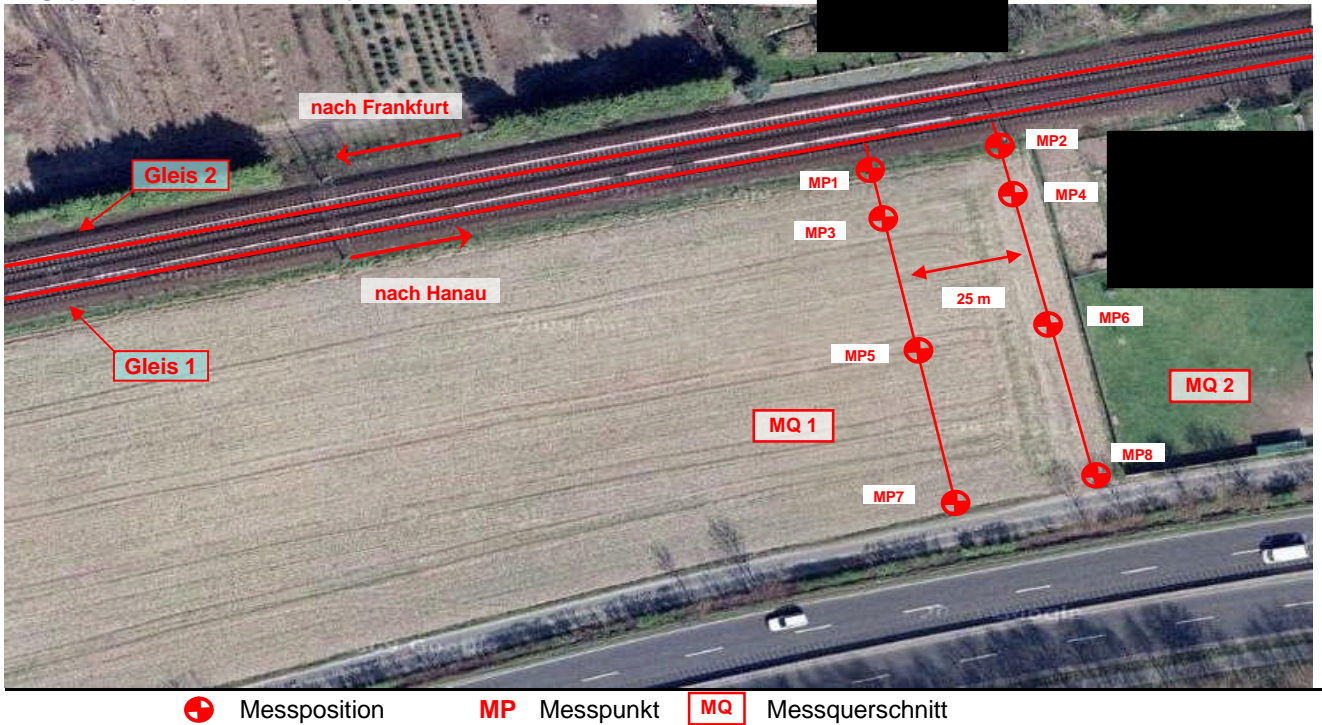 nach Frankfurt
MP2
Gleis 2
MP1
MP4
MP3
nach Hanau
25 m
MP6
MP5
Gleis 1
MQ 2
MQ 1
MP8
MP7
Google
Messposition
MP Messpunkt
MQ Messquerschnitt